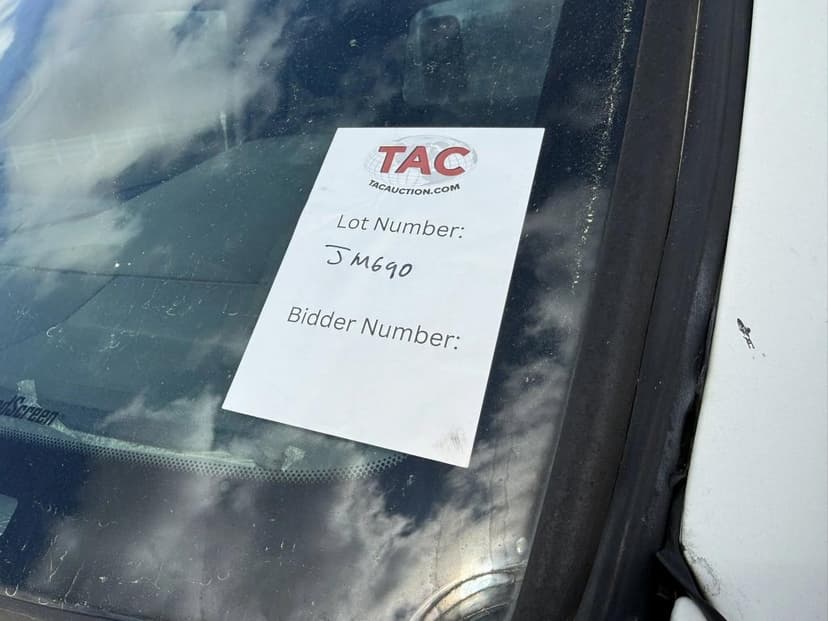 TAC
TACAUCTION.COM
Lot Number:
JM690
Bidder Number: